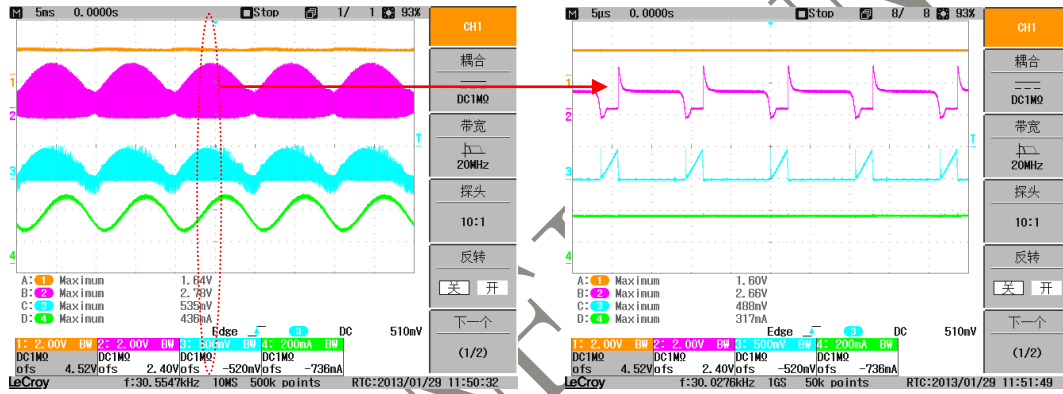 M 5ms 0.0000s Stop 1/ 1 93%
CH1
耦合
DC1MΩ
带宽
20MHz
探头
10:1
反转
关 开
下一个
(1/2)
1
2
3
4
T
A: 1 Maximum 1.64V
B: 2 Maximum 2.78V
C: 3 Maximum 535mV
D: 4 Maximum 436mA
Edge 3 DC 510mV
1: 2.00V BW 2: 2.00V BW 3: 500mV BW 4: 200mA BW
DC1MΩ DC1MΩ DC1MΩ DC1MΩ
ofs 4.52V ofs 2.40V ofs -520mV ofs -736mA
LeCroy f:30.5547kHz 10MS 500k points RTC:2013/01/29 11:50:32
M 5μs 0.0000s Stop 8/ 8 93%
CH1
耦合
DC1MΩ
带宽
20MHz
探头
10:1
反转
关 开
下一个
(1/2)
1
2
3
4
T
A: 1 Maximum 1.60V
B: 2 Maximum 2.66V
C: 3 Maximum 488mV
D: 4 Maximum 317mA
Edge 3 DC 510mV
1: 2.00V BW 2: 2.00V BW 3: 500mV BW 4: 200mA BW
DC1MΩ DC1MΩ DC1MΩ DC1MΩ
ofs 4.52V ofs 2.40V ofs -520mV ofs -736mA
LeCroy f:30.0276kHz 1GS 50k points RTC:2013/01/29 11:51:49